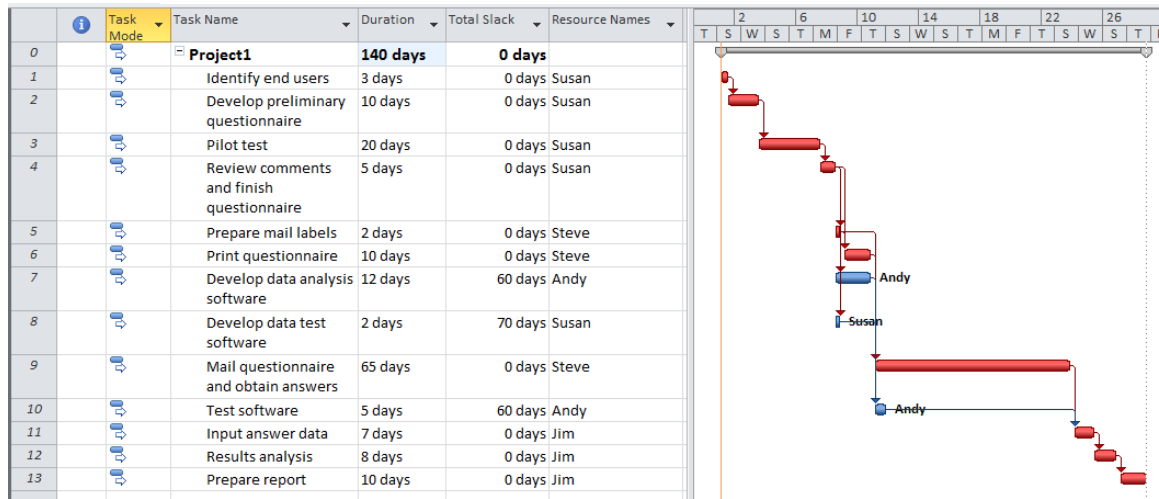 Task Mode Task Name Duration Total Slack Resource Names
2 6 10 14 18 22 26
T S W S T M F T S W S T M F T S W S T M F T S W S T
0 Project1 140 days 0 days
1 Identify end users 3 days 0 days Susan
2 Develop preliminary questionnaire 10 days 0 days Susan
3 Pilot test 20 days 0 days Susan
4 Review comments and finish questionnaire 5 days 0 days Susan
5 Prepare mail labels 2 days 0 days Steve
6 Print questionnaire 10 days 0 days Steve
7 Develop data analysis software 12 days 60 days Andy Andy
8 Develop data test software 2 days 70 days Susan Susan
9 Mail questionnaire and obtain answers 65 days 0 days Steve
10 Test software 5 days 60 days Andy Andy
11 Input answer data 7 days 0 days Jim
12 Results analysis 8 days 0 days Jim
13 Prepare report 10 days 0 days Jim